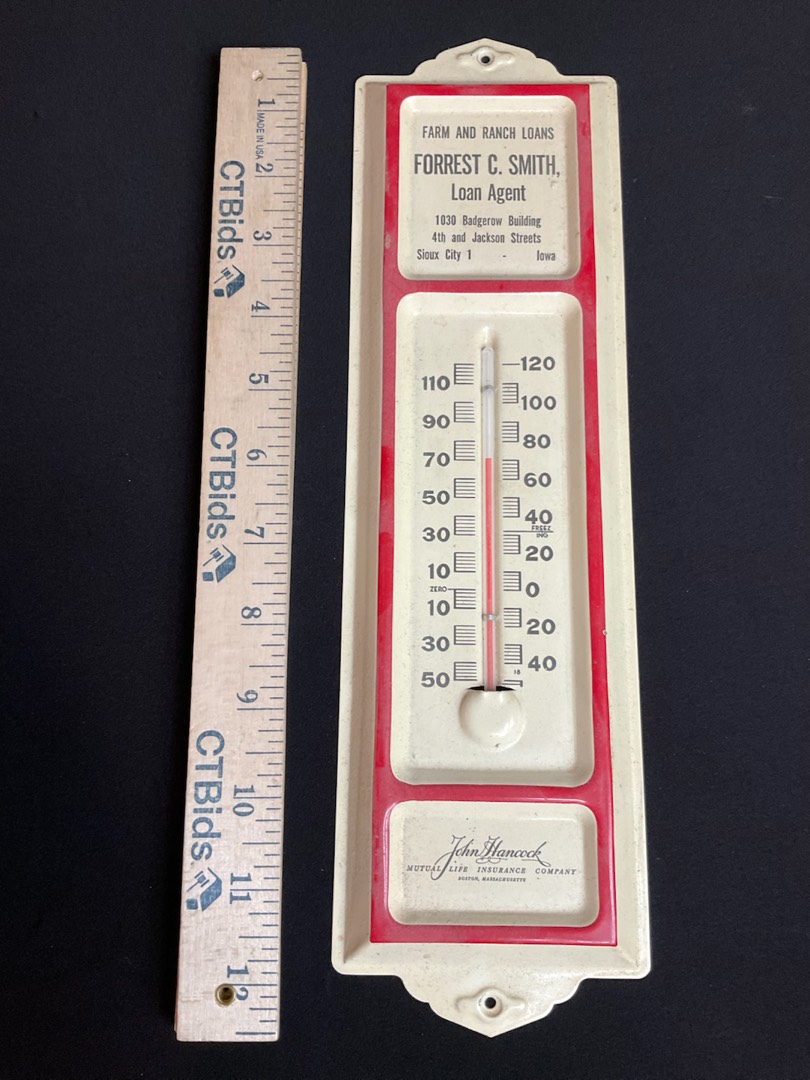 1
MADE IN USA
2
CTBids
3
4
5
6
CTBids
7
8
9
CTBids
10
11
12
FARM AND RANCH LOANS
FORREST C. SMITH,
Loan Agent
1030 Badgerow Building
4th and Jackson Streets
Sioux City 1 - Iowa
120
110
100
90
80
70
60
50
40
FREEZ
ING
30
20
10
ZERO
0
10
20
30
40
18
50
John Hancock
MUTUAL LIFE INSURANCE COMPANY
BOSTON, MASSACHUSETTS